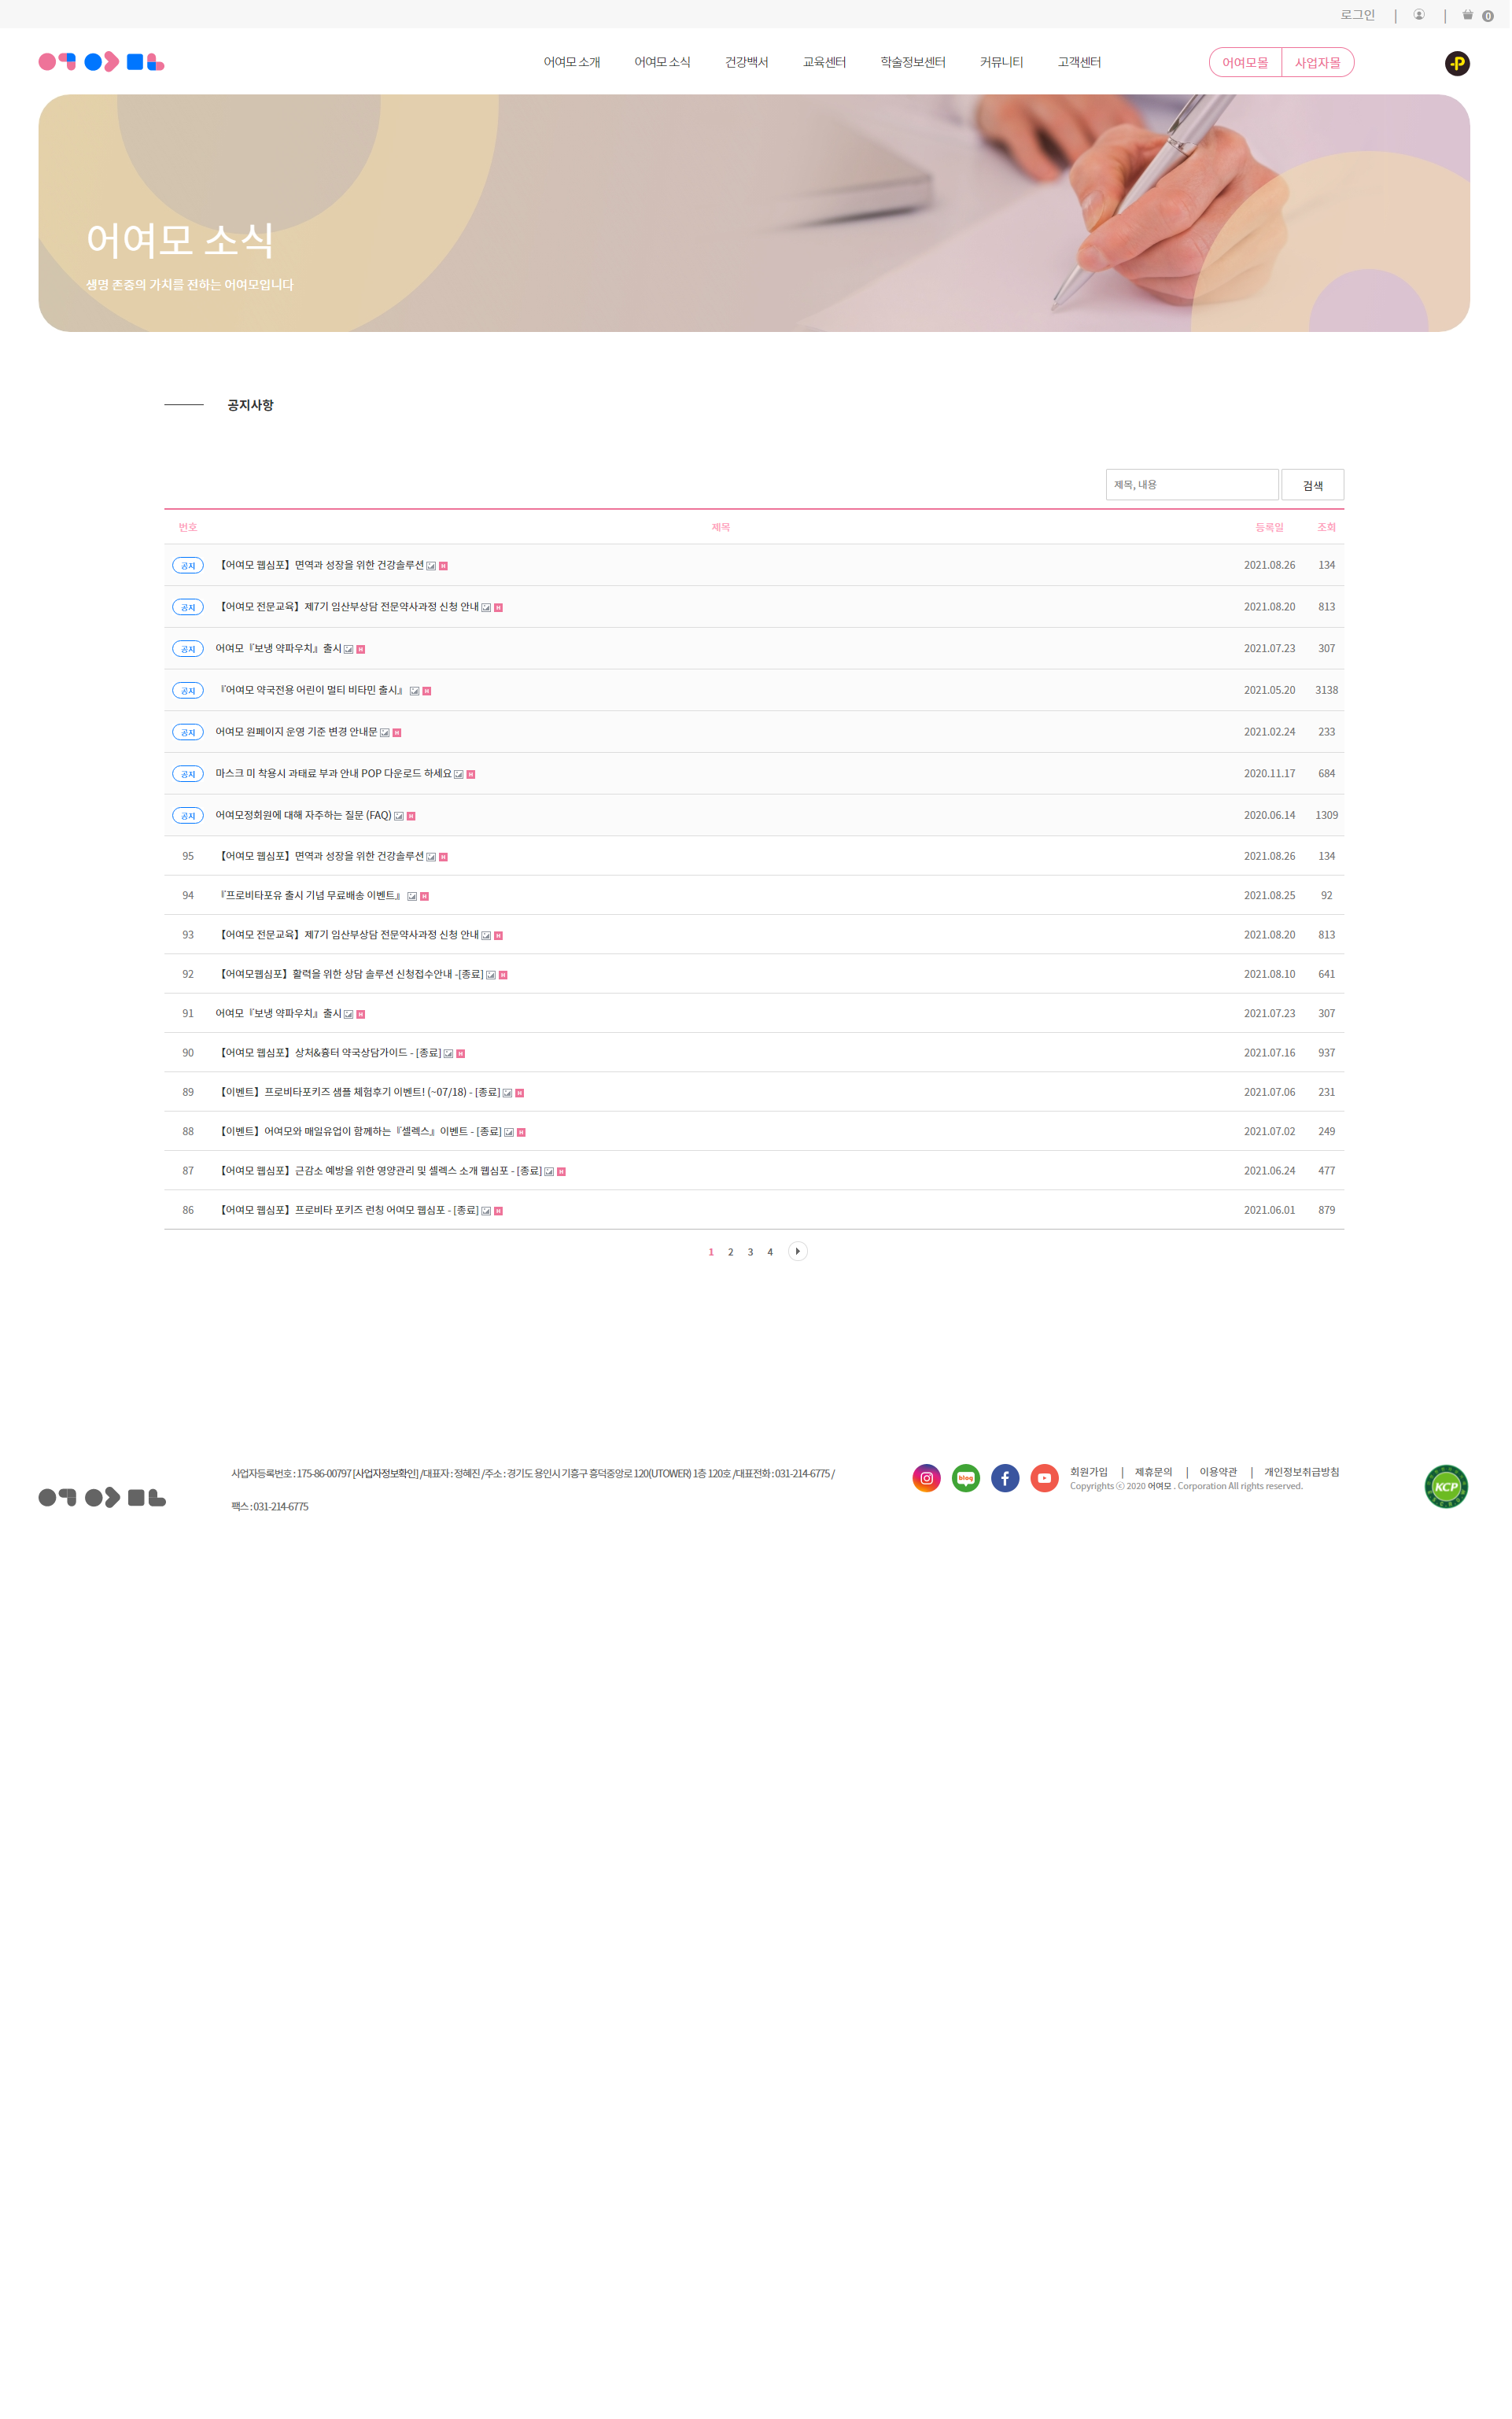 로그인 | | 0
어여모 소개 어여모 소식 건강백서 교육센터 학술정보센터 커뮤니티 고객센터 어여모몰 사업자몰 P
어여모 소식
생명 존중의 가치를 전하는 어여모입니다
공지사항
제목, 내용 검색
번호 제목 등록일 조회
공지 【어여모 웹심포】면역과 성장을 위한 건강솔루션 H 2021.08.26 134
공지 【어여모 전문교육】제7기 임산부상담 전문약사과정 신청 안내 H 2021.08.20 813
공지 어여모『보냉 약파우치』출시 H 2021.07.23 307
공지 『어여모 약국전용 어린이 멀티 비타민 출시』 H 2021.05.20 3138
공지 어여모 원페이지 운영 기준 변경 안내문 H 2021.02.24 233
공지 마스크 미 착용시 과태료 부과 안내 POP 다운로드 하세요 H 2020.11.17 684
공지 어여모정회원에 대해 자주하는 질문 (FAQ) H 2020.06.14 1309
95 【어여모 웹심포】면역과 성장을 위한 건강솔루션 H 2021.08.26 134
94 『프로비타포유 출시 기념 무료배송 이벤트』 H 2021.08.25 92
93 【어여모 전문교육】제7기 임산부상담 전문약사과정 신청 안내 H 2021.08.20 813
92 【어여모웹심포】활력을 위한 상담 솔루션 신청접수안내 -[종료] H 2021.08.10 641
91 어여모『보냉 약파우치』출시 H 2021.07.23 307
90 【어여모 웹심포】상처&흉터 약국상담가이드 - [종료] H 2021.07.16 937
89 【이벤트】프로비타포키즈 샘플 체험후기 이벤트! (~07/18) - [종료] H 2021.07.06 231
88 【이벤트】어여모와 매일유업이 함께하는『셀렉스』이벤트 - [종료] H 2021.07.02 249
87 【어여모 웹심포】근감소 예방을 위한 영양관리 및 셀렉스 소개 웹심포 - [종료] H 2021.06.24 477
86 【어여모 웹심포】프로비타 포키즈 런칭 어여모 웹심포 - [종료] H 2021.06.01 879
1 2 3 4
사업자등록번호 : 175-86-00797 [사업자정보확인] /대표자 : 정혜진 /주소 : 경기도 용인시 기흥구 흥덕중앙로 120(UTOWER) 1층 120호 /대표전화 : 031-214-6775 /
팩스 : 031-214-6775
blog
회원가입 | 제휴문의 | 이용약관 | 개인정보취급방침
Copyrights ⓒ 2020 어여모 . Corporation All rights reserved.
KCP